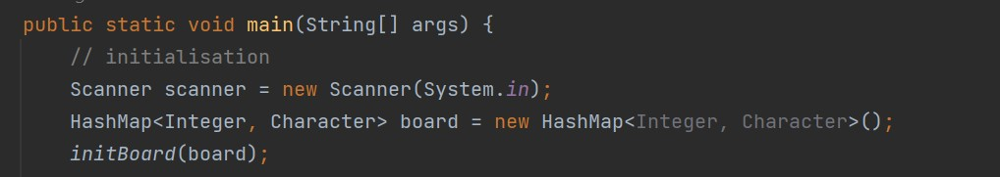 public static void main(String[] args) {
// initialisation
Scanner scanner = new Scanner(System.in);
HashMap<Integer, Character> board = new HashMap<Integer, Character>();
initBoard(board);